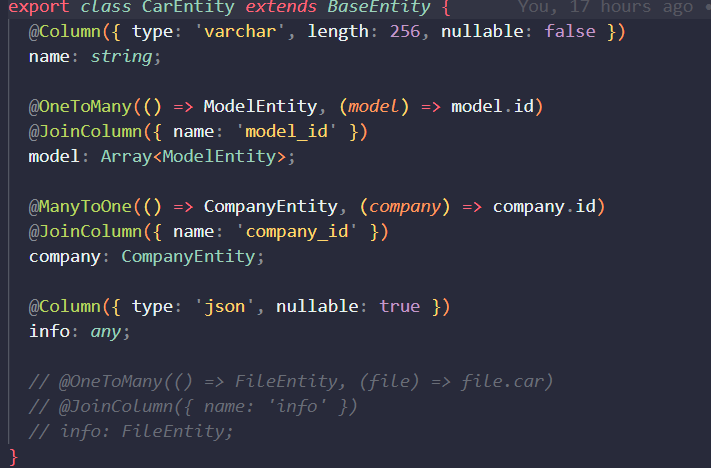 export class CarEntity extends BaseEntity {    You, 17 hours ago •
@Column({ type: 'varchar', length: 256, nullable: false })
name: string;
@OneToMany(() => ModelEntity, (model) => model.id)
@JoinColumn({ name: 'model_id' })
model: Array<ModelEntity>;
@ManyToOne(() => CompanyEntity, (company) => company.id)
@JoinColumn({ name: 'company_id' })
company: CompanyEntity;
@Column({ type: 'json', nullable: true })
info: any;
// @OneToMany(() => FileEntity, (file) => file.car)
// @JoinColumn({ name: 'info' })
// info: FileEntity;
}